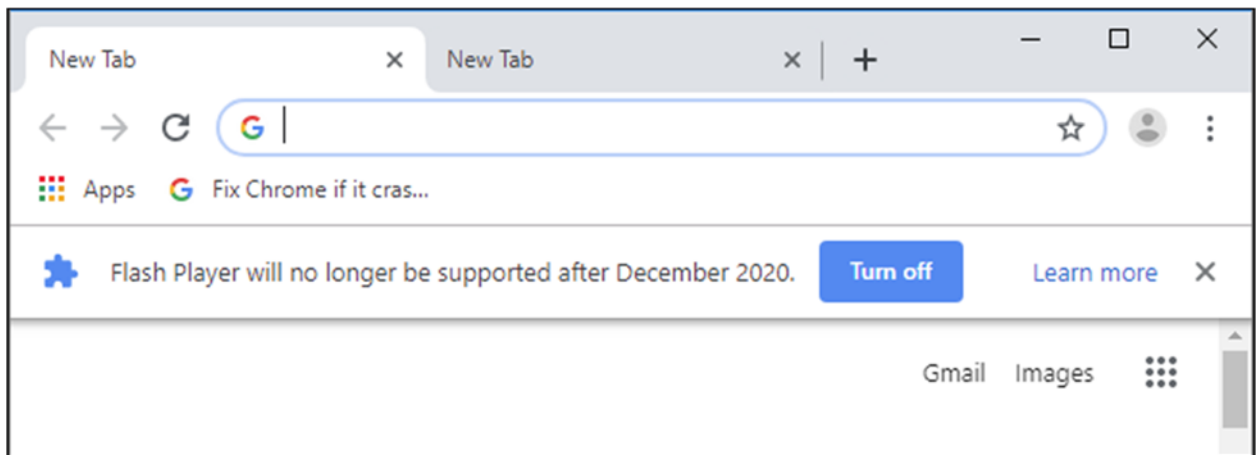 New Tab
New Tab
Apps
Fix Chrome if it cras...
Flash Player will no longer be supported after December 2020.
Turn off
Learn more
Gmail
Images